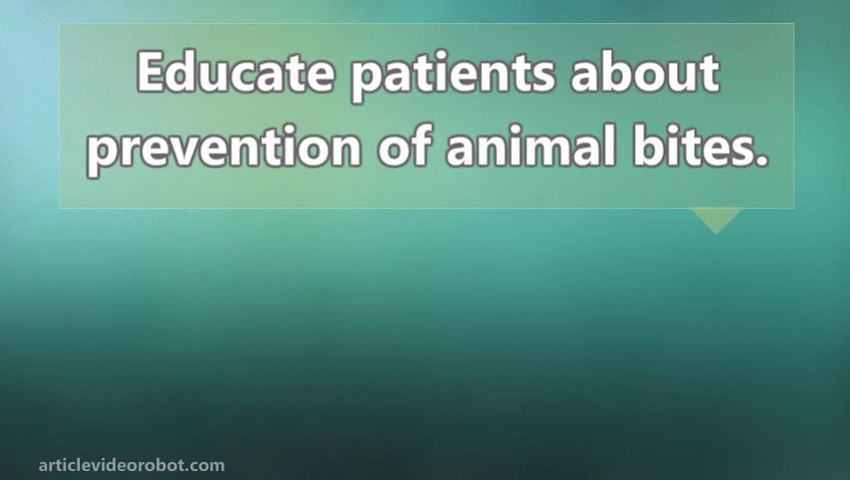 Educate patients about
prevention of animal bites.
articlevideorobot.com